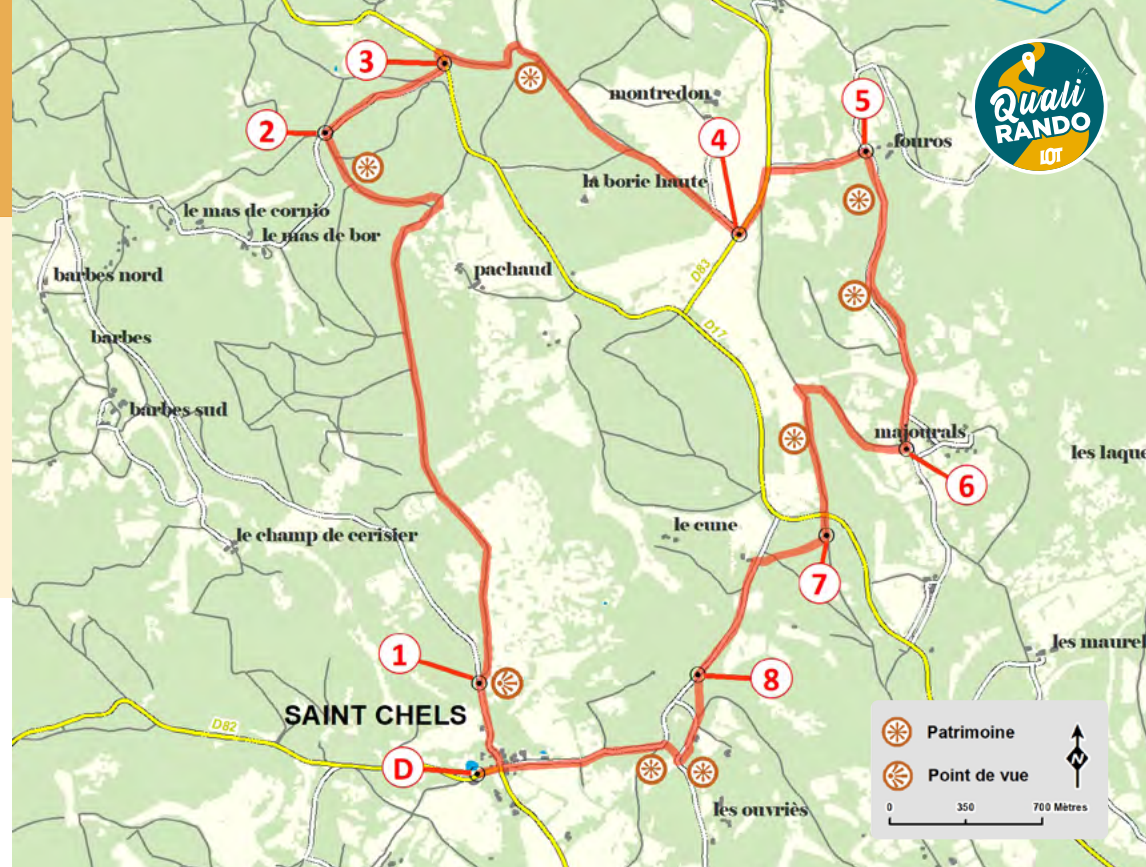 3
montredon
5
Quali
RANDO
LOT
2
4
fouros
la borie haute
le mas de cornio
le mas de bor
pachaud
barbes nord
D83
D17
barbes
barbes sud
majourals
les laque
6
le cune
le champ de cerisier
7
1
les maurel
8
SAINT CHELS
D82
D
les ouvriès
Patrimoine
Point de vue
N
0 350 700 Mètres